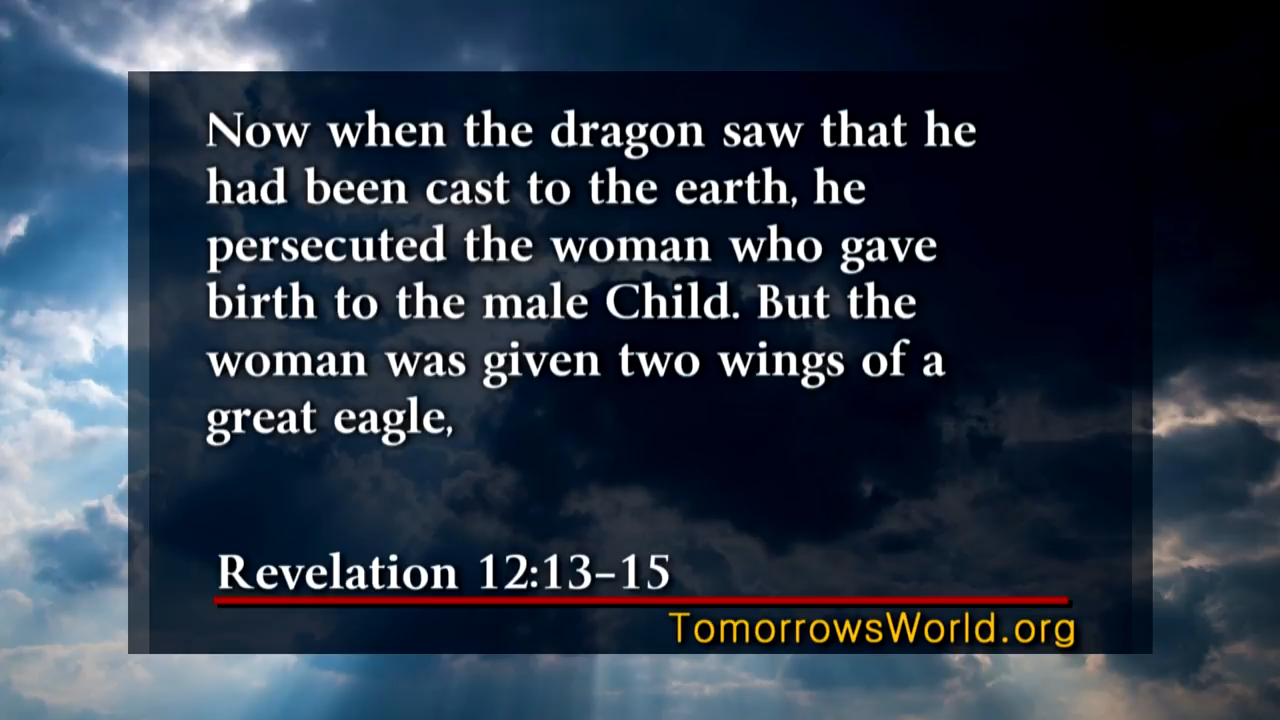 Now when the dragon saw that he
had been cast to the earth, he
persecuted the woman who gave
birth to the male Child. But the
woman was given two wings of a
great eagle,
Revelation 12:13–15
TomorrowsWorld.org